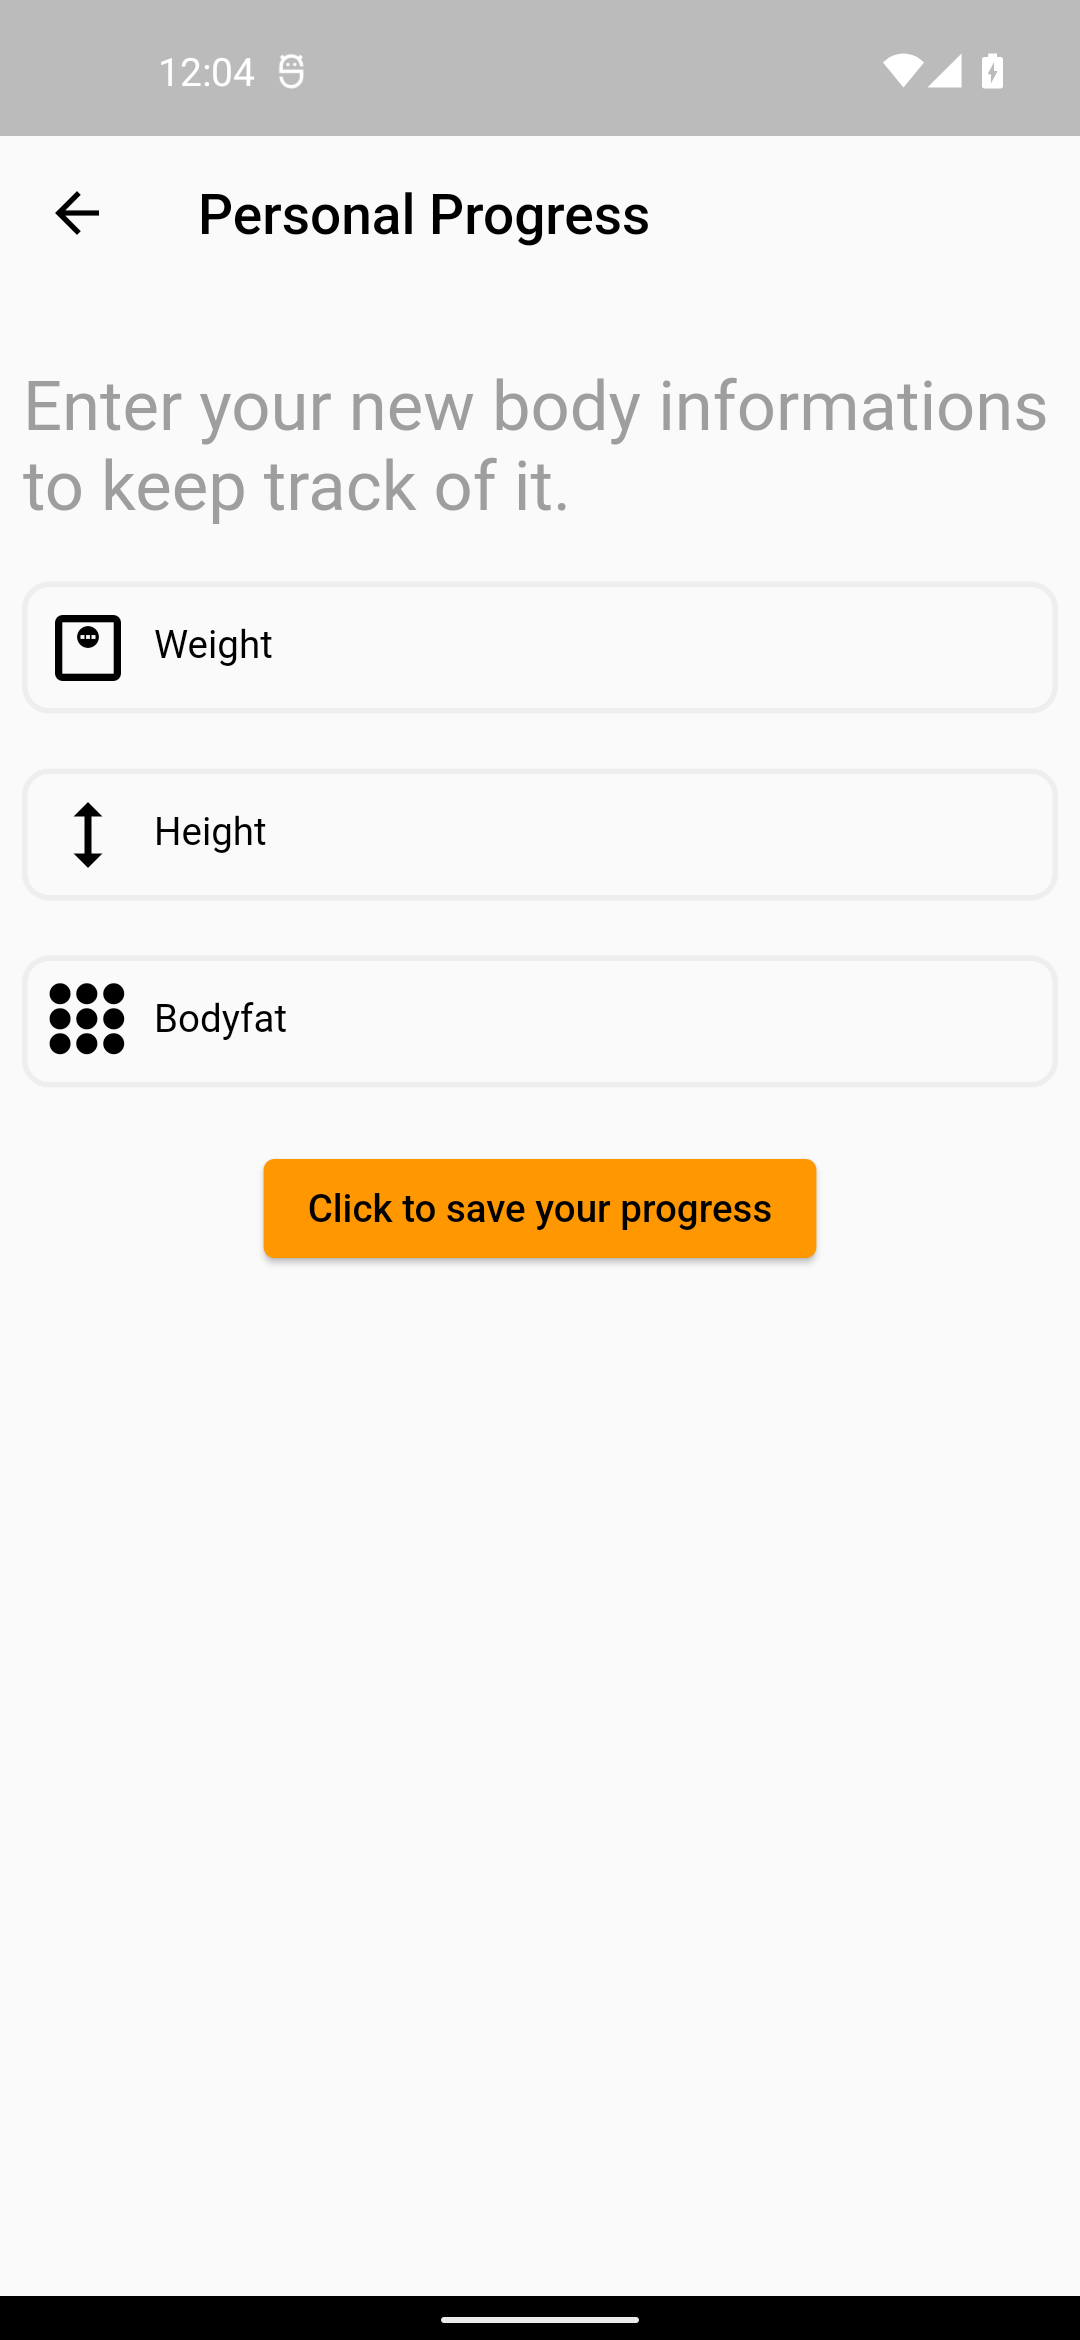 12:04
Personal Progress
Enter your new body informations
to keep track of it.
Weight
Height
Bodyfat
Click to save your progress